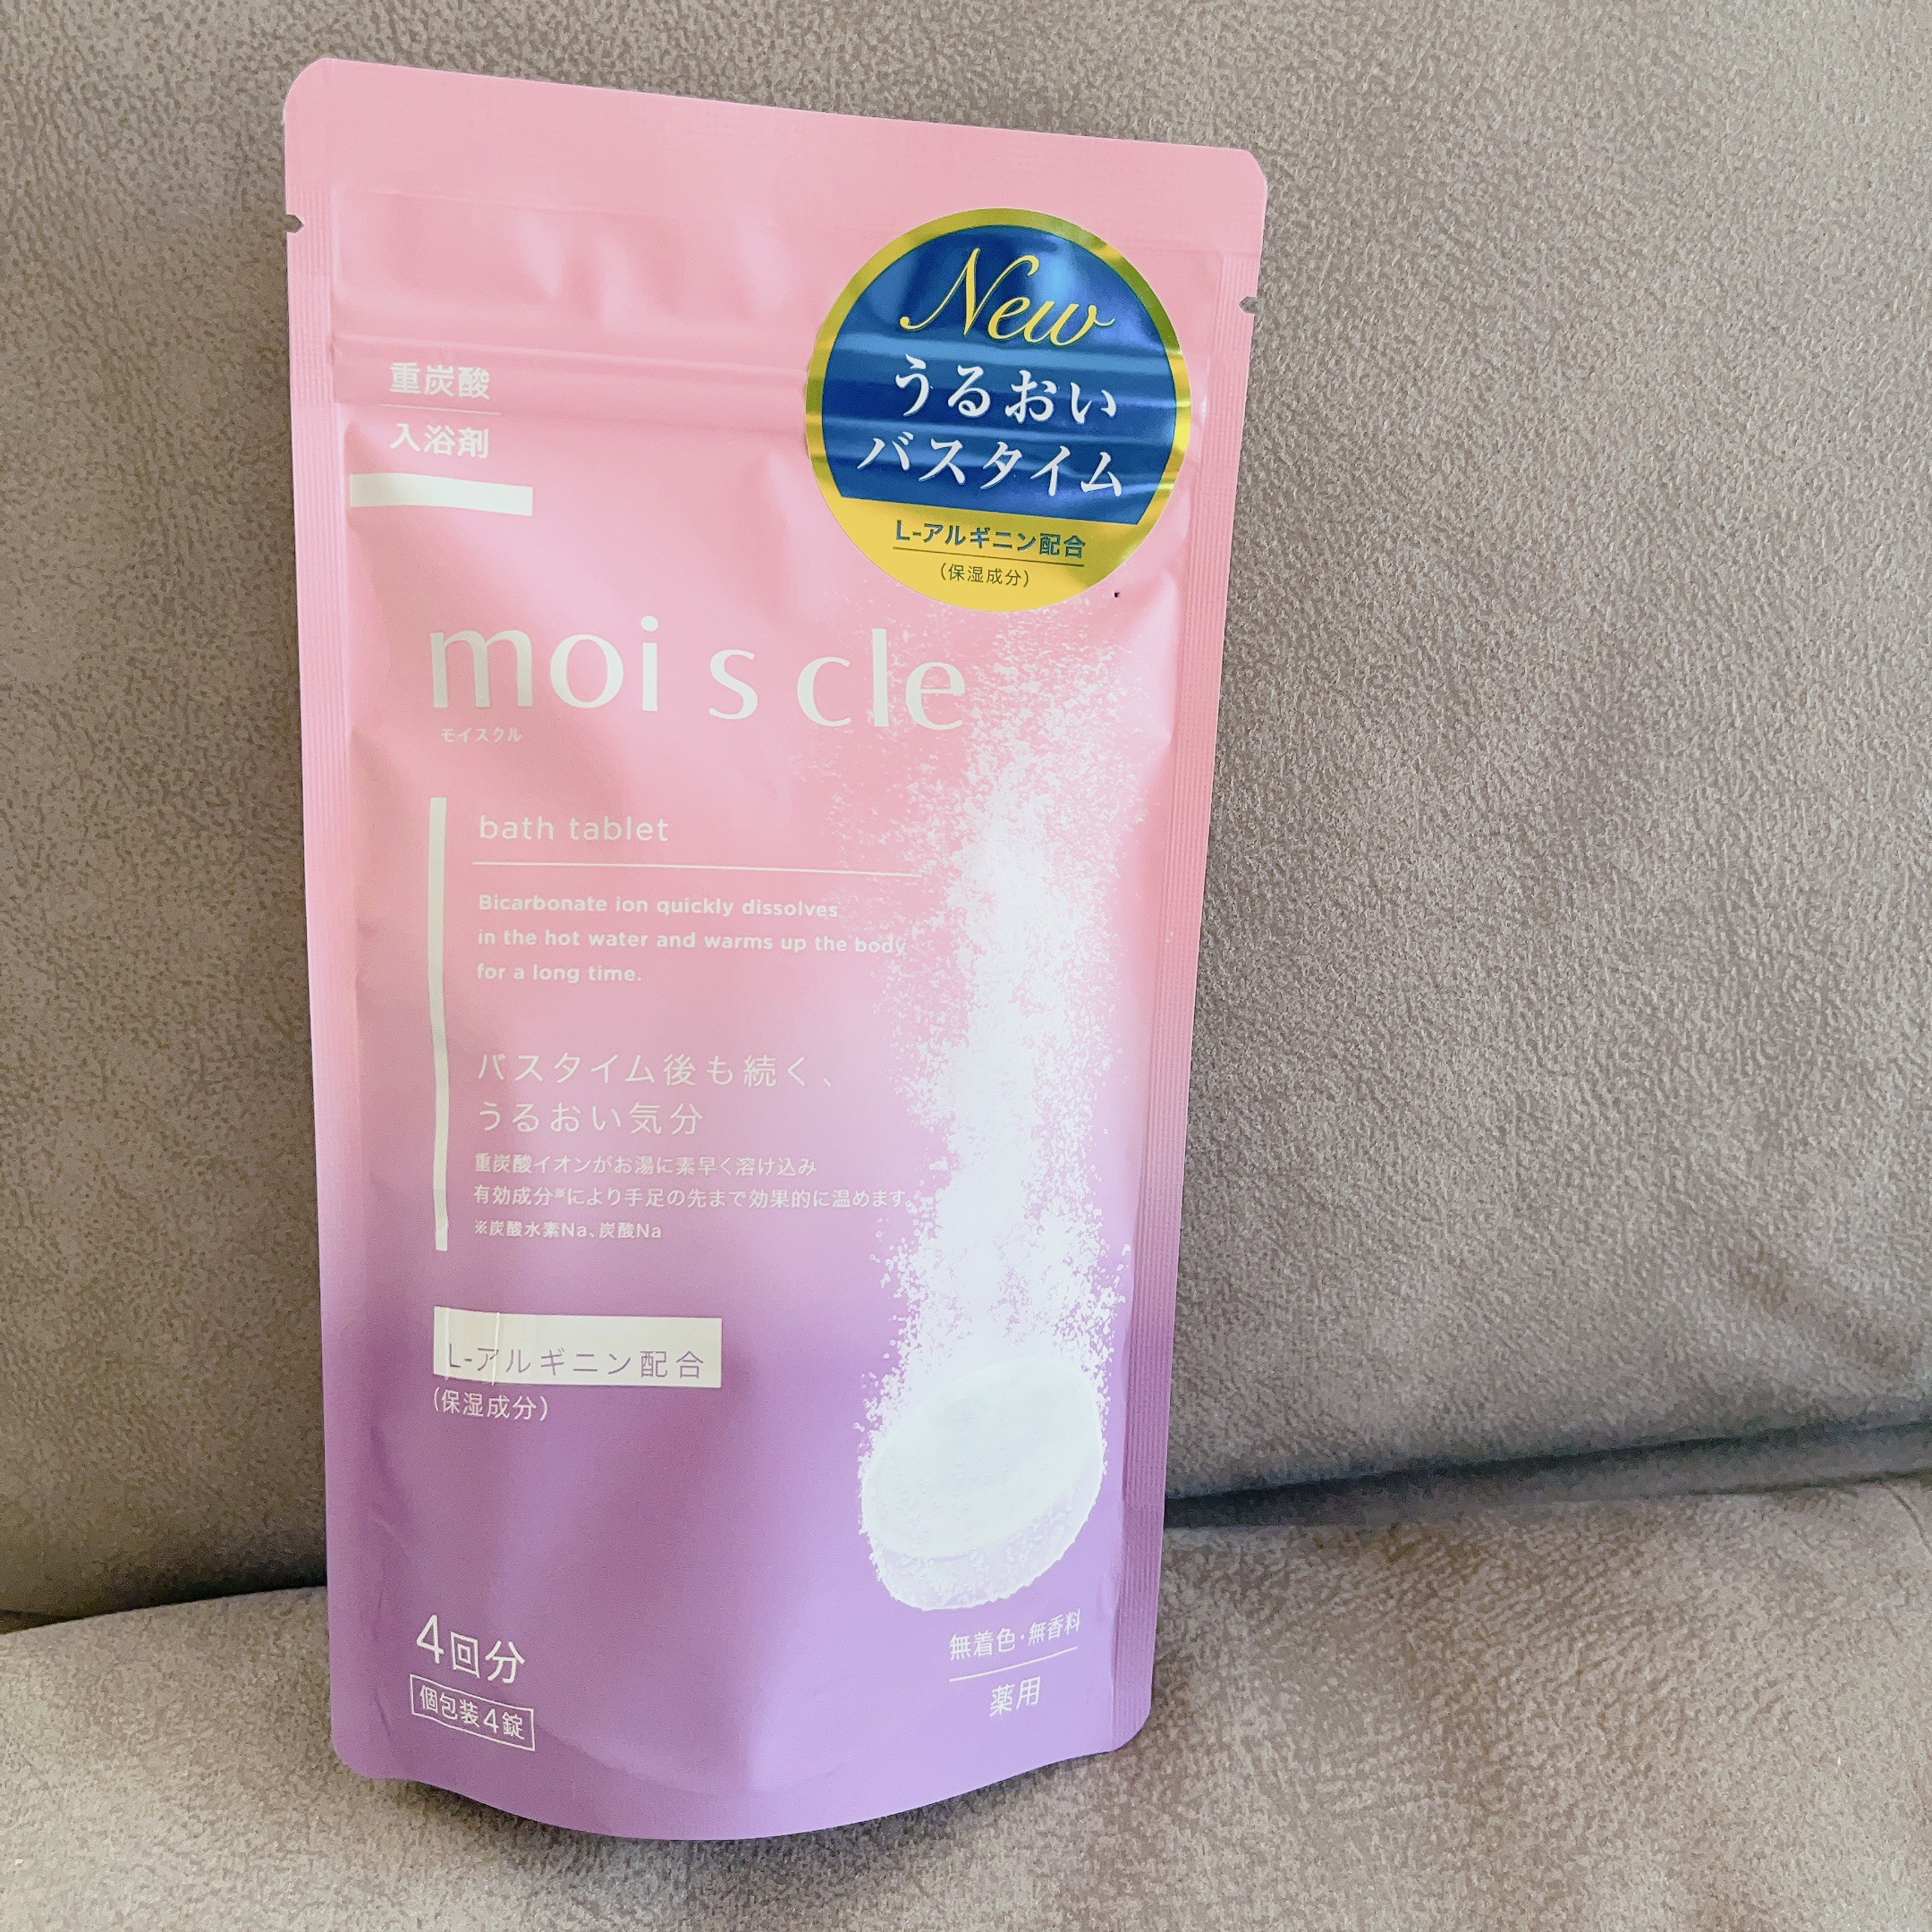 New
うるおい
バスタイム
L-アルギニン配合
(保湿成分)
重炭酸
入浴剤
moi s cle
モイスクル
bath tablet
Bicarbonate ion quickly dissolves
in the hot water and warms up the body
for a long time.
バスタイム後も続く、
うるおい気分
重炭酸イオンがお湯に素早く溶け込み
有効成分※により手足の先まで効果的に温めます。
※炭酸水素Na、炭酸Na
L-アルギニン配合
(保湿成分)
4回分
個包装4錠
無着色・無香料
薬用